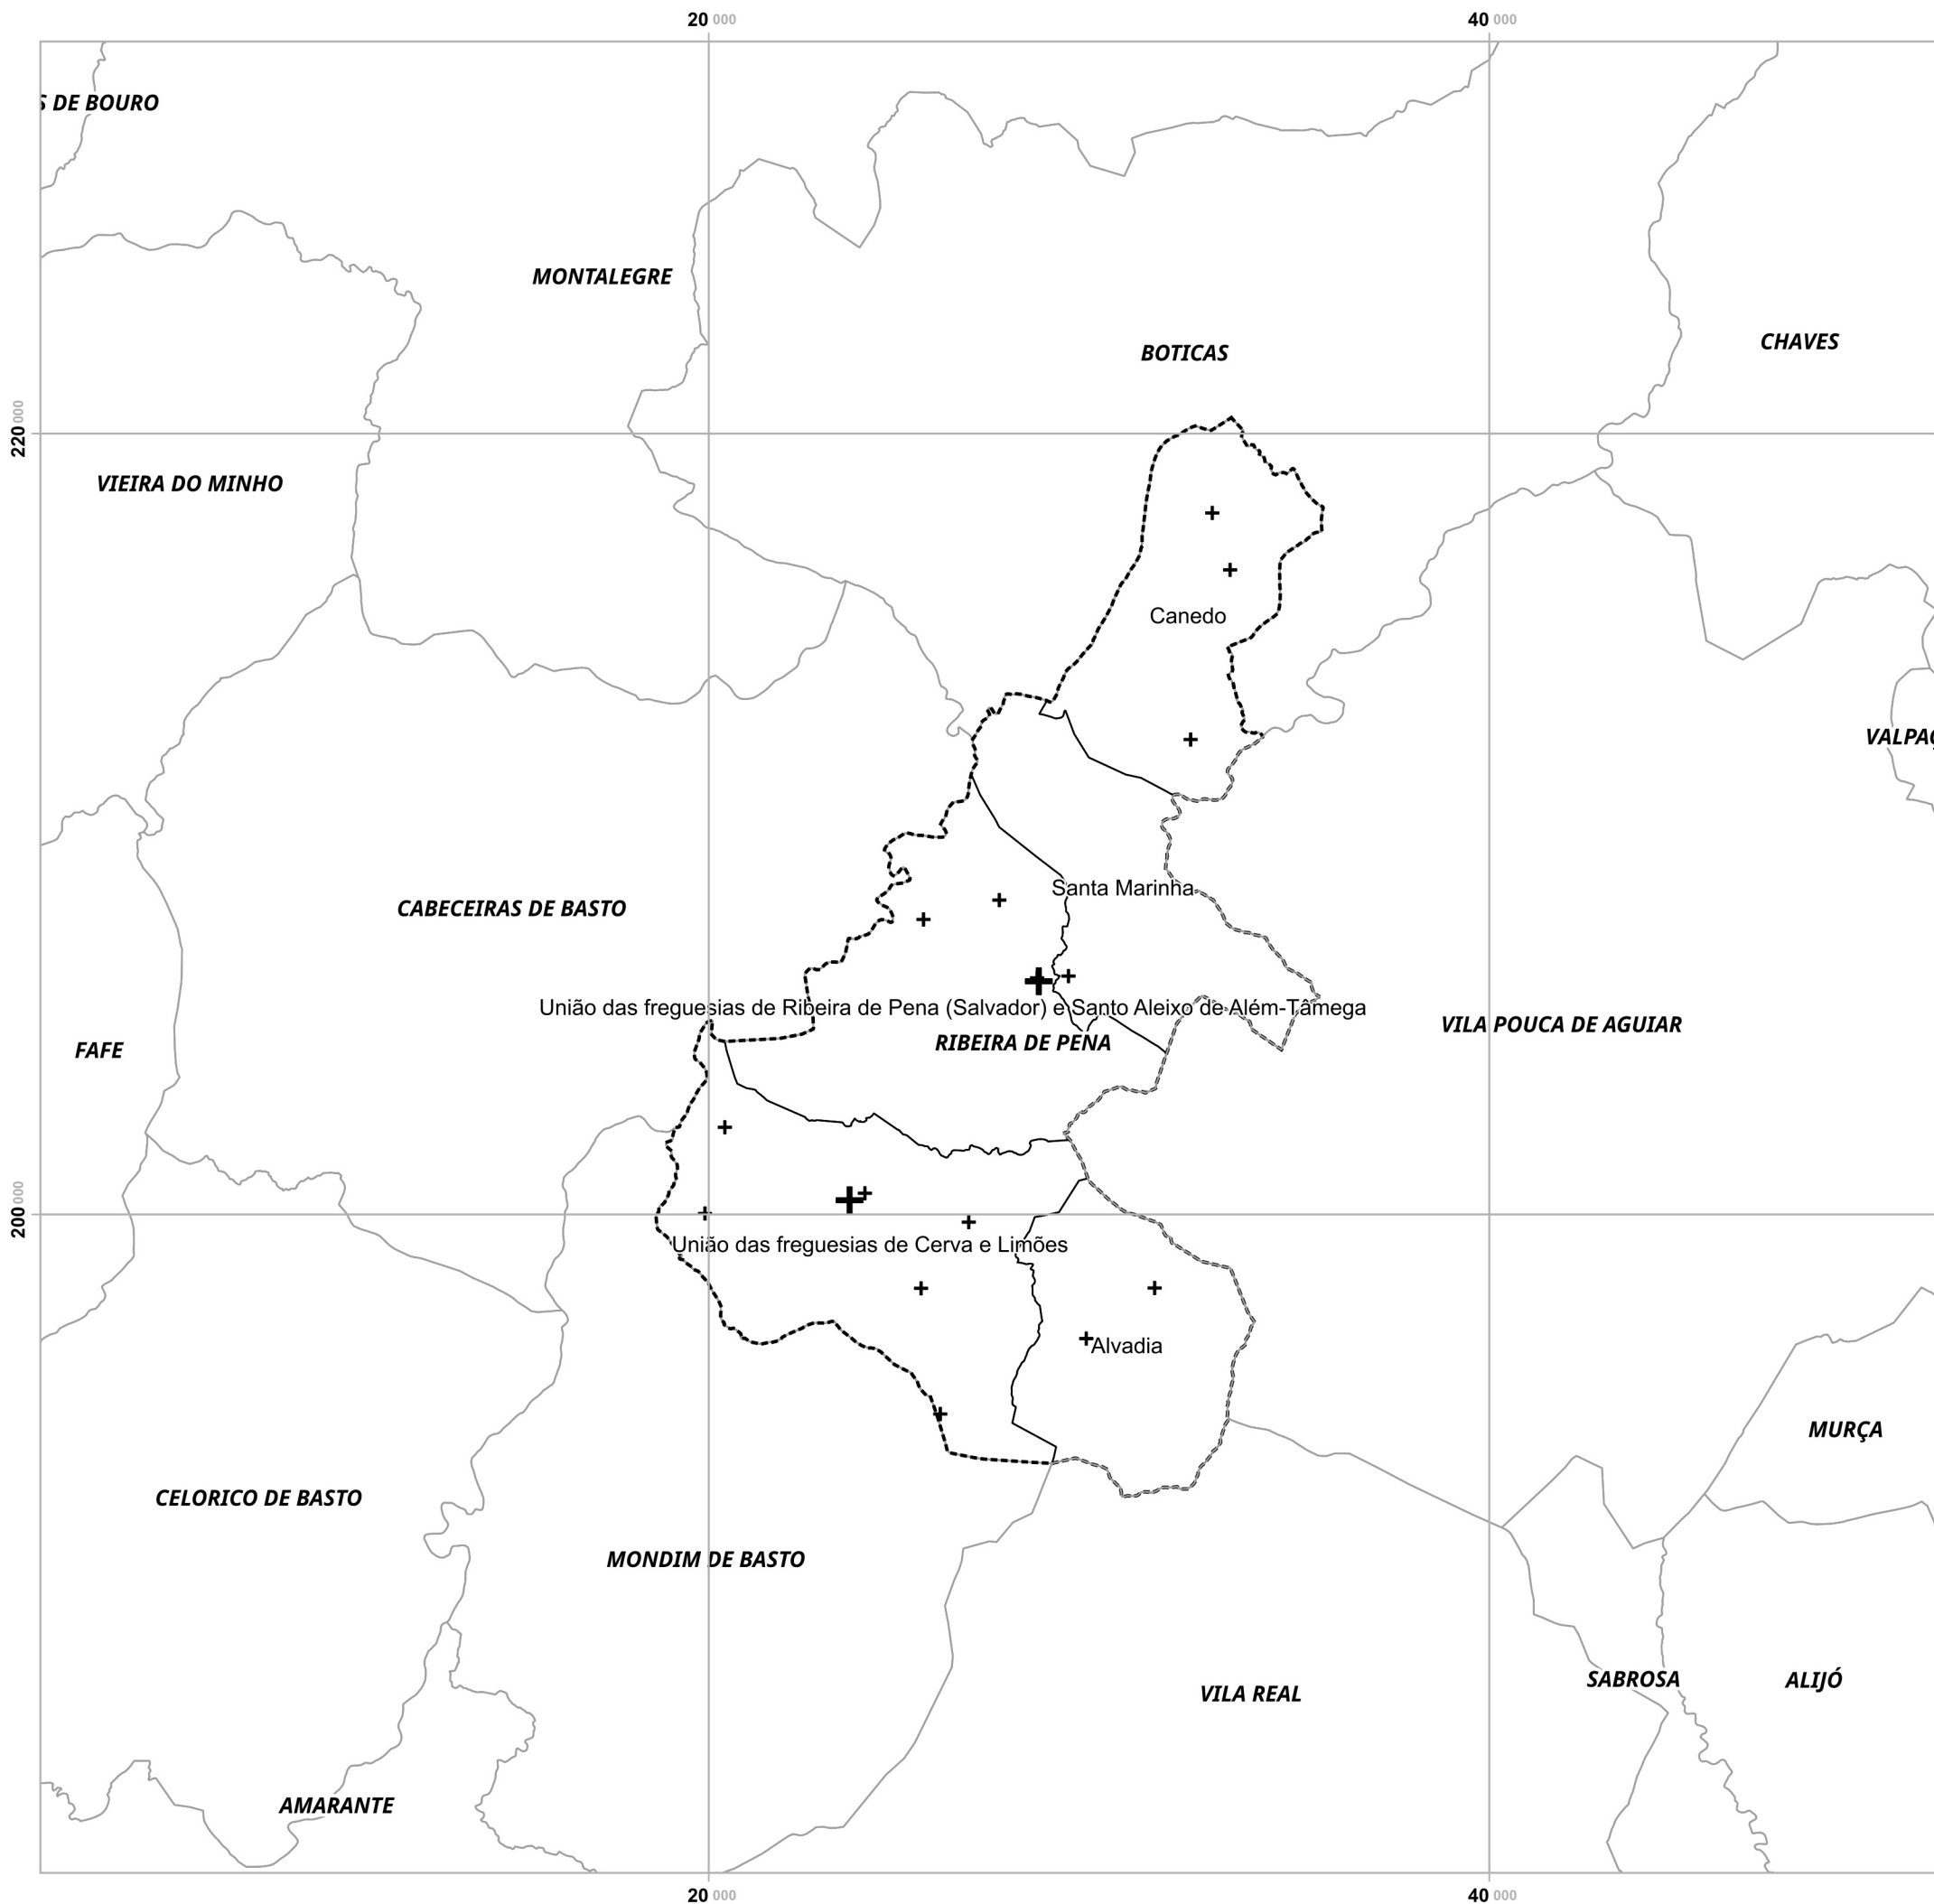 20 000
40 000
S DE BOURO
MONTALEGRE
CHAVES
BOTICAS
220 000
VIEIRA DO MINHO
Canedo
VALPAÇ
Santa Marinha
CABECEIRAS DE BASTO
União das freguesias de Ribeira de Pena (Salvador) e Santo Aleixo de Além-Tâmega
VILA POUCA DE AGUIAR
RIBEIRA DE PENA
FAFE
200 000
União das freguesias de Cerva e Limões
Alvadia
MURÇA
CELORICO DE BASTO
MONDIM DE BASTO
SABROSA
ALIJÓ
VILA REAL
AMARANTE
20 000
40 000